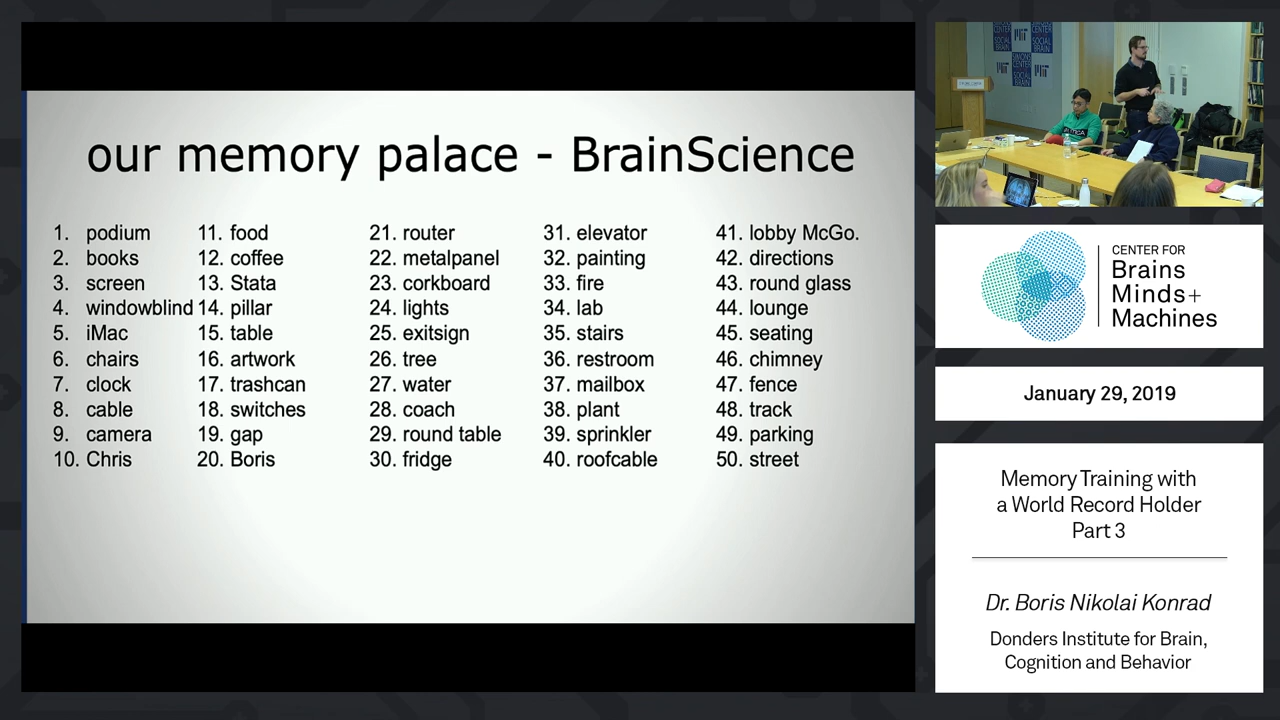 our memory palace - BrainScience
1. podium
2. books
3. screen
4. windowblind
5. iMac
6. chairs
7. clock
8. cable
9. camera
10. Chris
11. food
12. coffee
13. Stata
14. pillar
15. table
16. artwork
17. trashcan
18. switches
19. gap
20. Boris
21. router
22. metalpanel
23. corkboard
24. lights
25. exitsign
26. tree
27. water
28. coach
29. round table
30. fridge
31. elevator
32. painting
33. fire
34. lab
35. stairs
36. restroom
37. mailbox
38. plant
39. sprinkler
40. roofcable
41. lobby McGo.
42. directions
43. round glass
44. lounge
45. seating
46. chimney
47. fence
48. track
49. parking
50. street
MIT
SIMONS
CENTER
SOCIAL
BRAIN
MIT
MIT
CENTER FOR
Brains
Minds+
Machines
January 29, 2019
Memory Training with
a World Record Holder
Part 3
Dr. Boris Nikolai Konrad
Donders Institute for Brain,
Cognition and Behavior